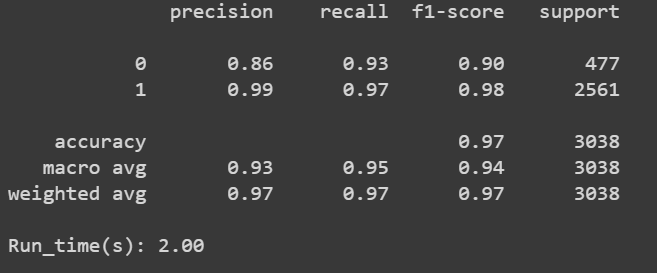 precision recall f1-score support
0 0.86 0.93 0.90 477
1 0.99 0.97 0.98 2561
accuracy 0.97 3038
macro avg 0.93 0.95 0.94 3038
weighted avg 0.97 0.97 0.97 3038
Run_time(s): 2.00